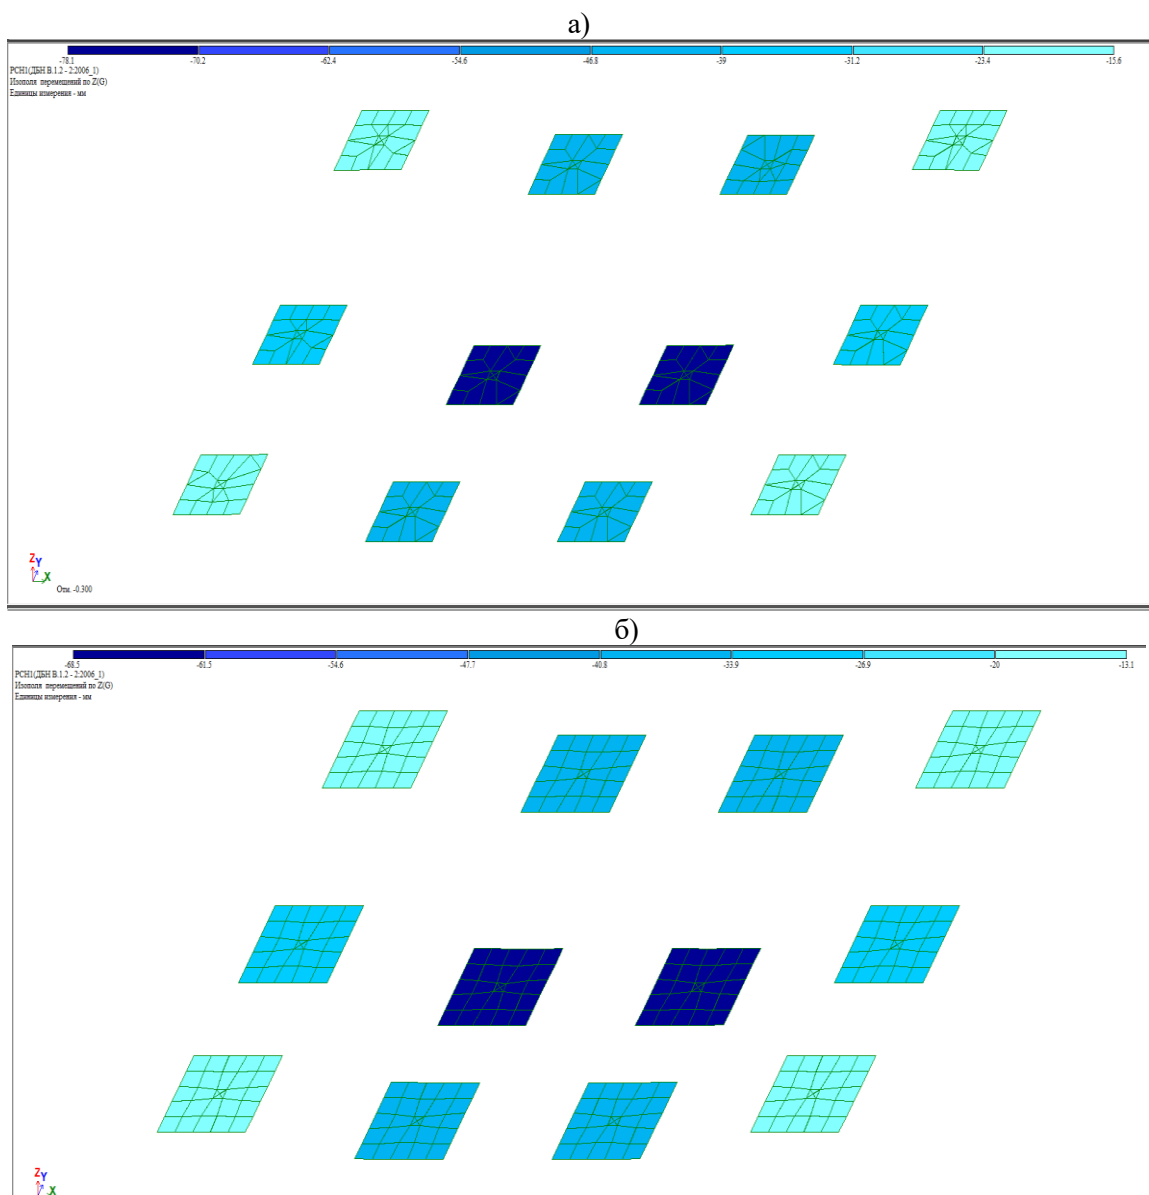 а)
-78.1 -70.2 -62.4 -54.6 -46.8 -39 -31.2 -23.4 -15.6
РСН1(ДБН В.1.2 - 2:2006_1)
Изополя перемещений по Z(G)
Единицы измерения - мм
Z
Y
X
Отм. -0.300
б)
-68.5 -61.5 -54.6 -47.7 -40.8 -33.9 -26.9 -20 -13.1
РСН1(ДБН В.1.2 - 2:2006_1)
Изополя перемещений по Z(G)
Единицы измерения - мм
Z
Y
X